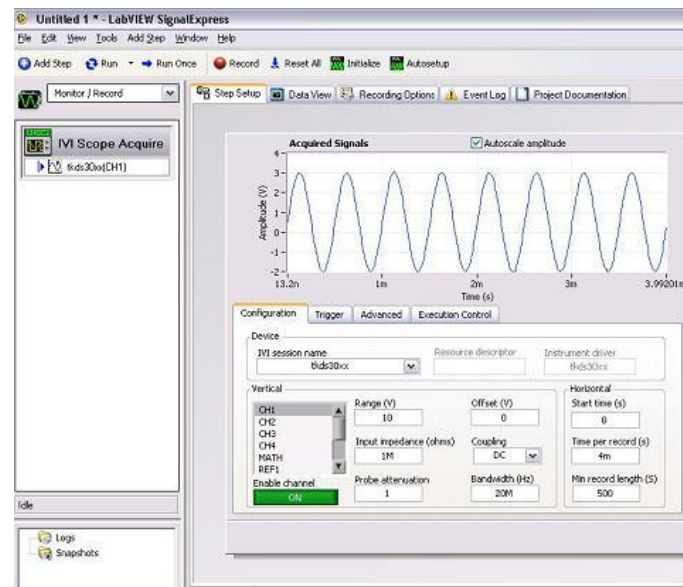 Untitled 1 * - LabVIEW SignalExpress
File Edit View Tools Add Step Window Help
Add Step Run Run Once Record Reset All Initialize Autosetup
Monitor / Record
Step Setup Data View Recording Options Event Log Project Documentation
IVI Scope Acquire
tkds30xx(CH1)
Acquired Signals
Autoscale amplitude
4-
3-
2-
1-
0-
-1-
-2-
Amplitude (V)
13.2n 1m 2m 3m 3.99201m
Time (s)
Configuration Trigger Advanced Execution Control
Device
IVI session name Resource descriptor Instrument driver
tkds30xx tkds30xx
Vertical Horizontal
CH1
CH2
CH3
CH4
MATH
REF1
Enable channel
ON
Range (V) Offset (V) Start time (s)
10 0 0
Input impedance (ohms) Coupling Time per record (s)
1M DC 4m
Probe attenuation Bandwidth (Hz) Min record length (S)
1 20M 500
Idle
Logs
Snapshots